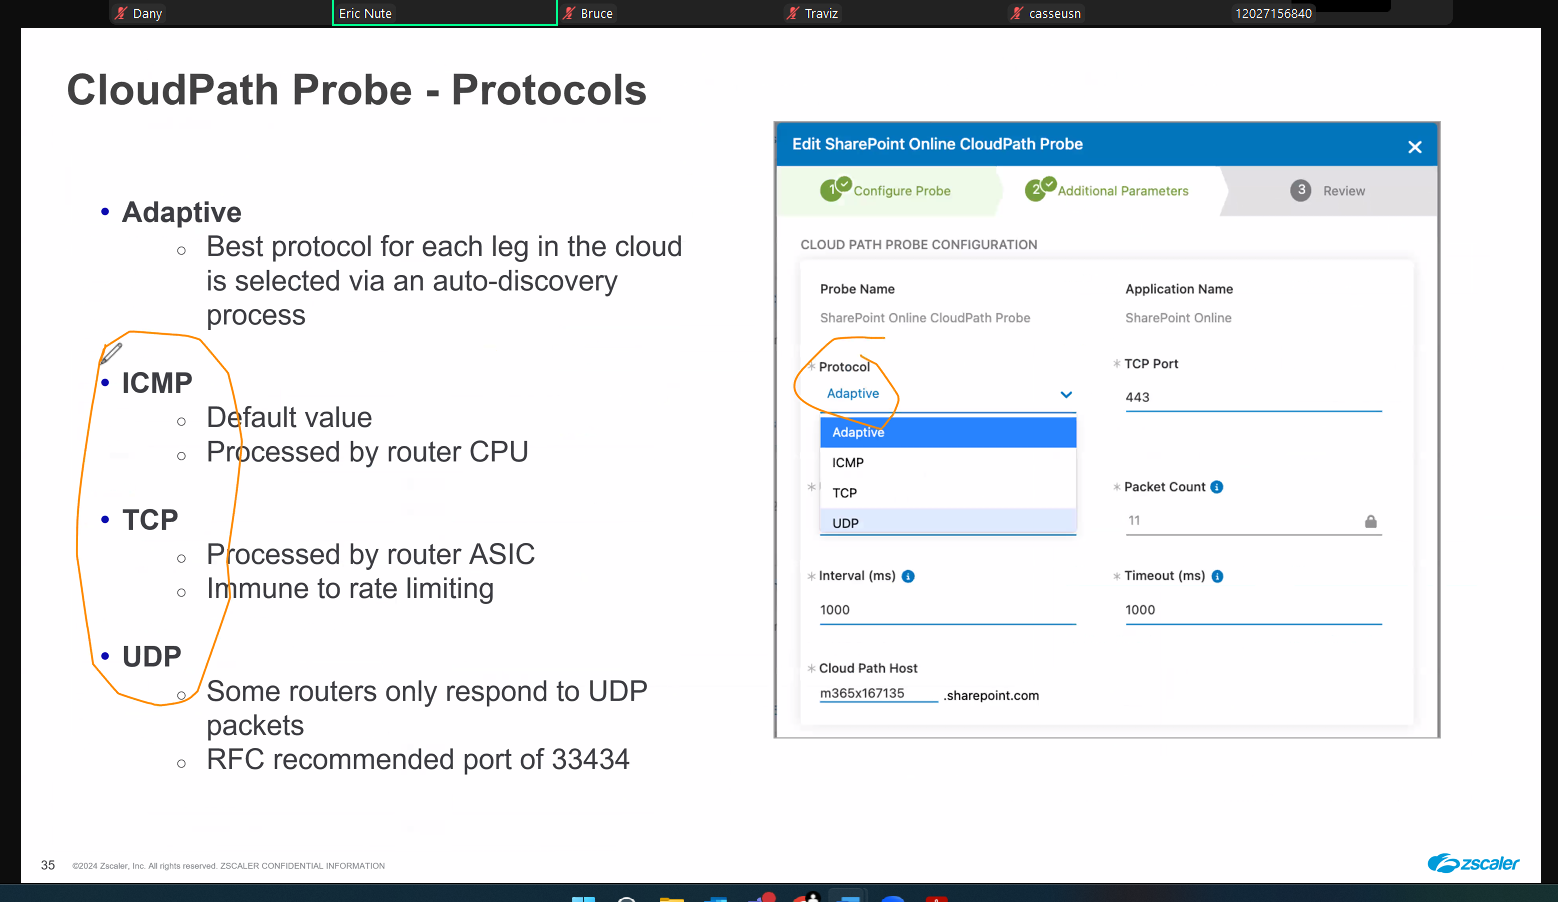 Dany
Eric Nute
Bruce
Traviz
casseusn
12027156840
CloudPath Probe - Protocols
• Adaptive
○ Best protocol for each leg in the cloud
is selected via an auto-discovery
process
• ICMP
○ Default value
○ Processed by router CPU
• TCP
○ Processed by router ASIC
○ Immune to rate limiting
• UDP
○ Some routers only respond to UDP
packets
○ RFC recommended port of 33434
Edit SharePoint Online CloudPath Probe
1 Configure Probe
2 Additional Parameters
3 Review
CLOUD PATH PROBE CONFIGURATION
Probe Name
SharePoint Online CloudPath Probe
Application Name
SharePoint Online
* Protocol
Adaptive
* TCP Port
443
Adaptive
ICMP
TCP
UDP
* Packet Count
11
* Interval (ms)
1000
* Timeout (ms)
1000
* Cloud Path Host
m365x167135 .sharepoint.com
35 ©2024 Zscaler, Inc. All rights reserved. ZSCALER CONFIDENTIAL INFORMATION
zscaler